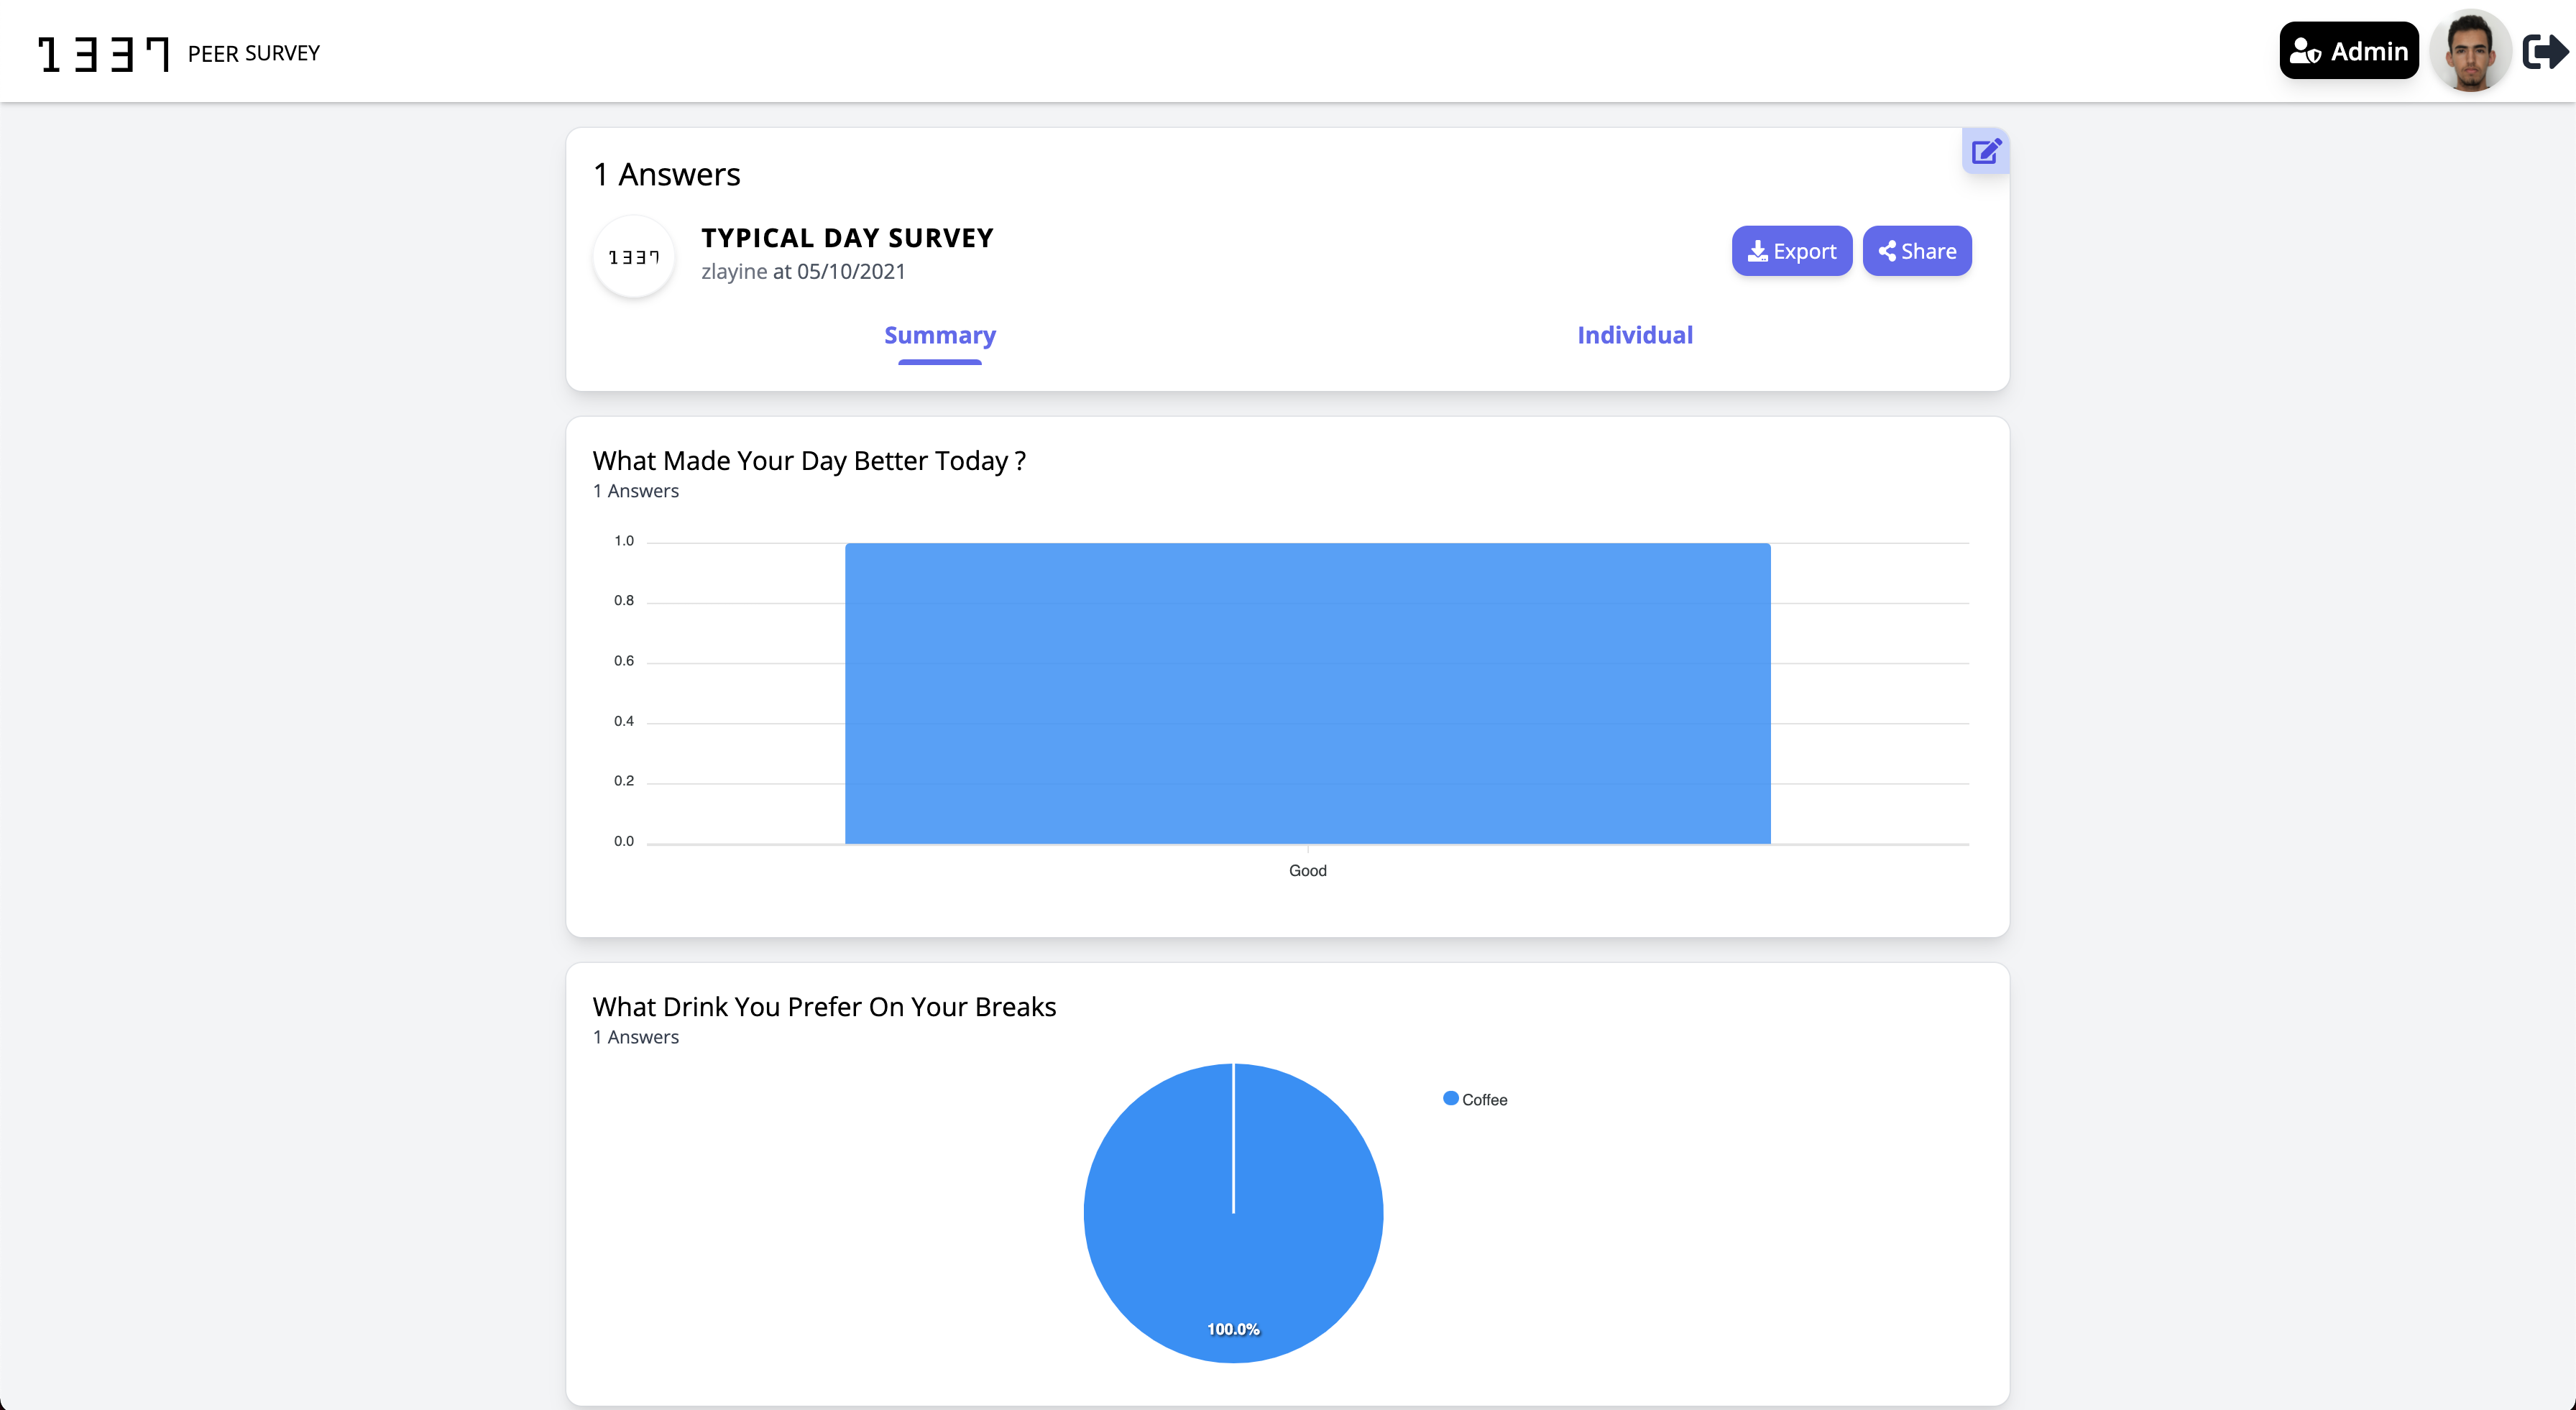 1337 PEER SURVEY
Admin
1 Answers
1337
TYPICAL DAY SURVEY
zlayine at 05/10/2021
Export
Share
Summary
Individual
What Made Your Day Better Today ?
1 Answers
1.0
0.8
0.6
0.4
0.2
0.0
Good
What Drink You Prefer On Your Breaks
1 Answers
Coffee
100.0%